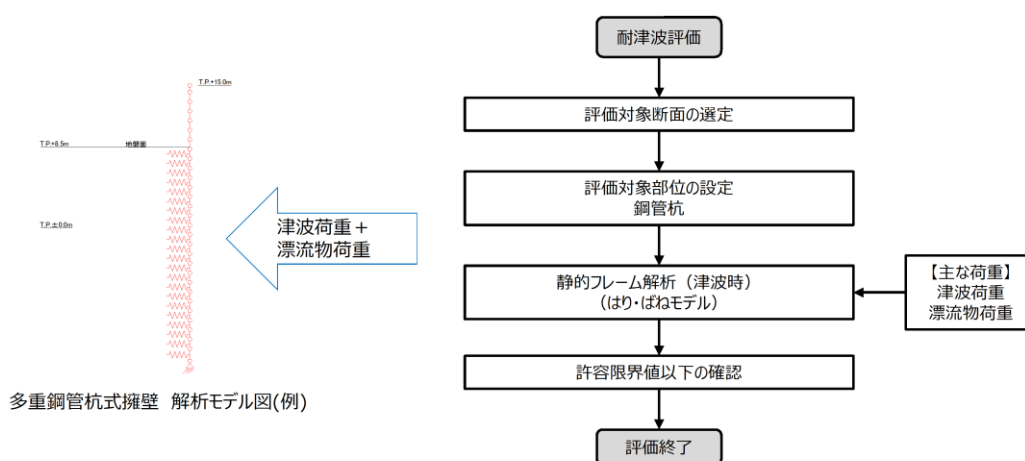 T.P.+15.0m
T.P.+8.5m
地盤面
T.P.±0.0m
津波荷重+
漂流物荷重
多重鋼管杭式擁壁 解析モデル図(例)
耐津波評価
評価対象断面の選定
評価対象部位の設定
鋼管杭
静的フレーム解析(津波時)
(はり・ばねモデル)
【主な荷重】
津波荷重
漂流物荷重
許容限界値以下の確認
評価終了